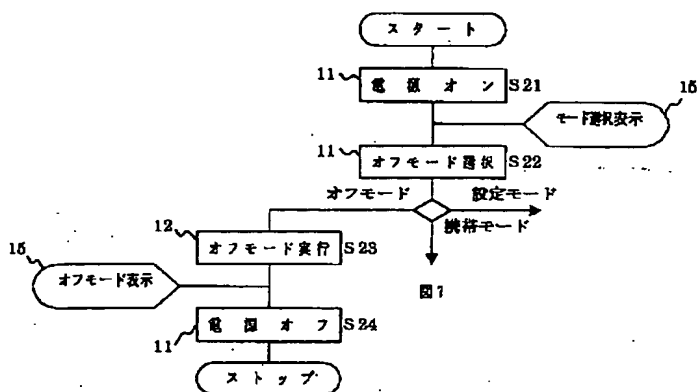 スタート
11
電源オン
S21
15
モード選択表示
11
オフモード選択
S22
オフモード
設定モード
携帯モード
12
オフモード実行
S23
15
オフモード表示
図7
電源オフ
S24
11
ストップ